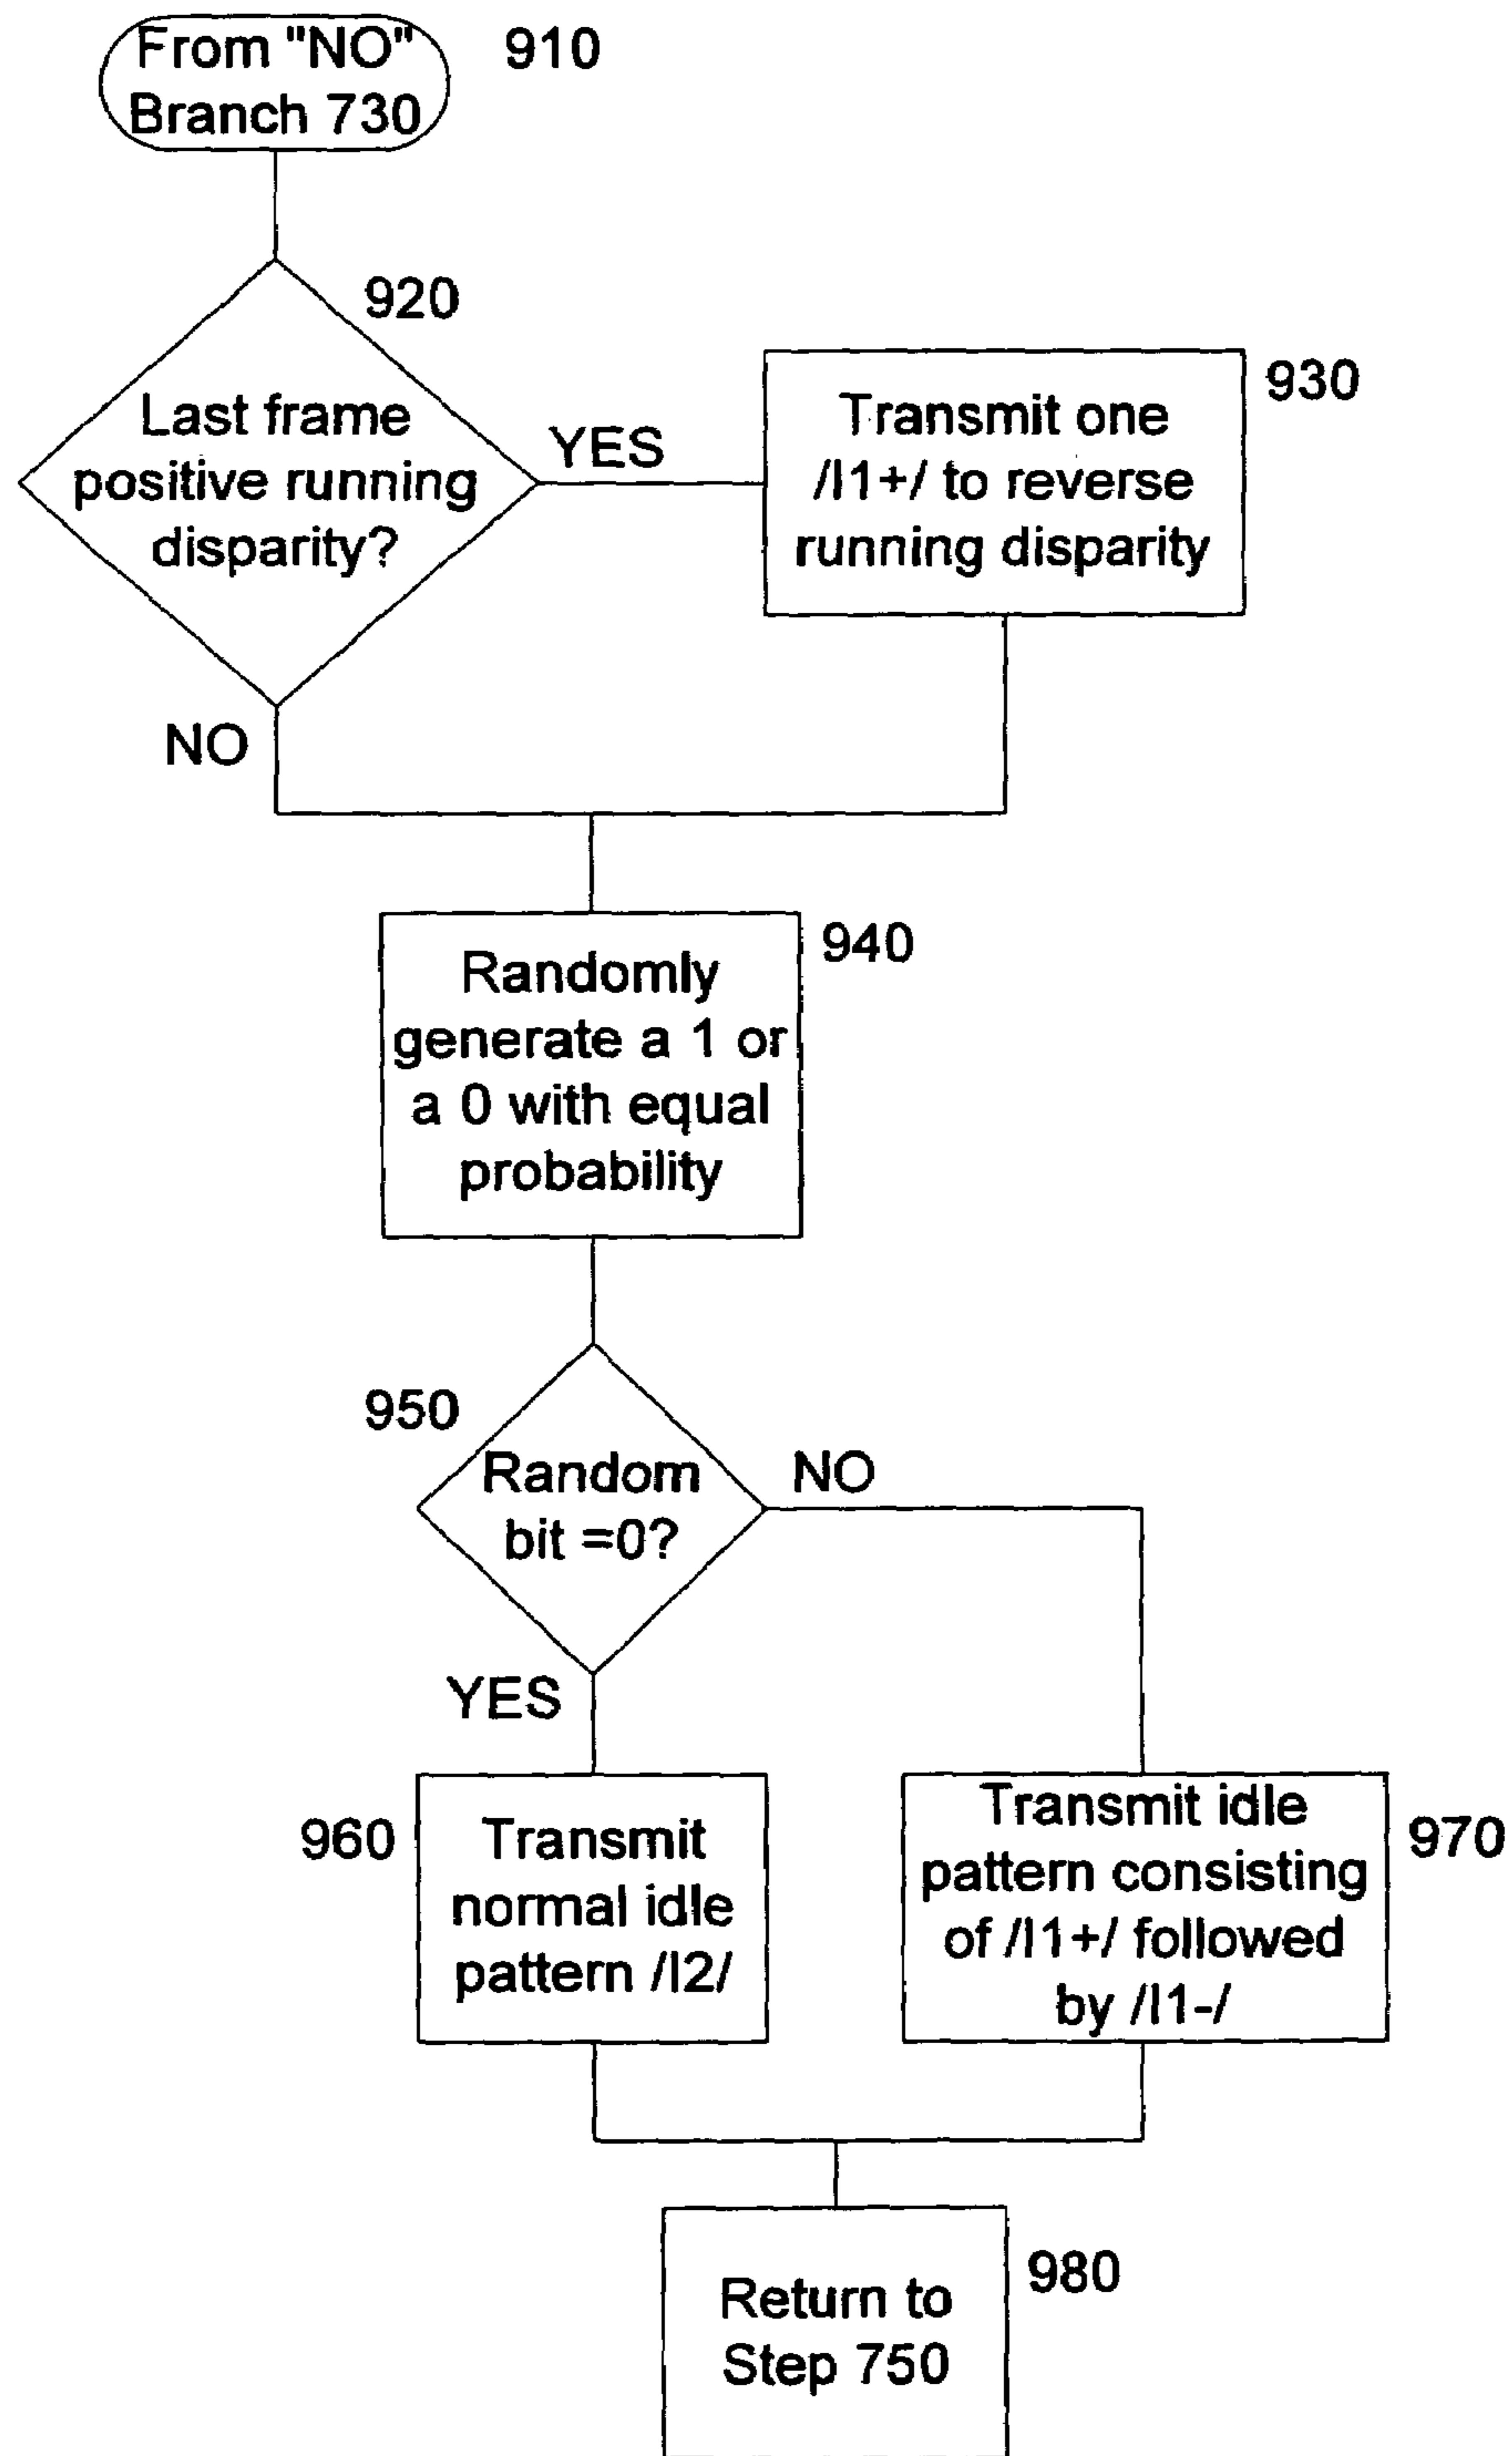 From "NO"
Branch 730
910
920
Last frame
positive running
disparity?
YES
930
Transmit one
/I1+/ to reverse
running disparity
NO
940
Randomly
generate a 1 or
a 0 with equal
probability
950
Random
bit =0?
NO
YES
960
Transmit
normal idle
pattern /I2/
970
Transmit idle
pattern consisting
of /I1+/ followed
by /I1-/
980
Return to
Step 750